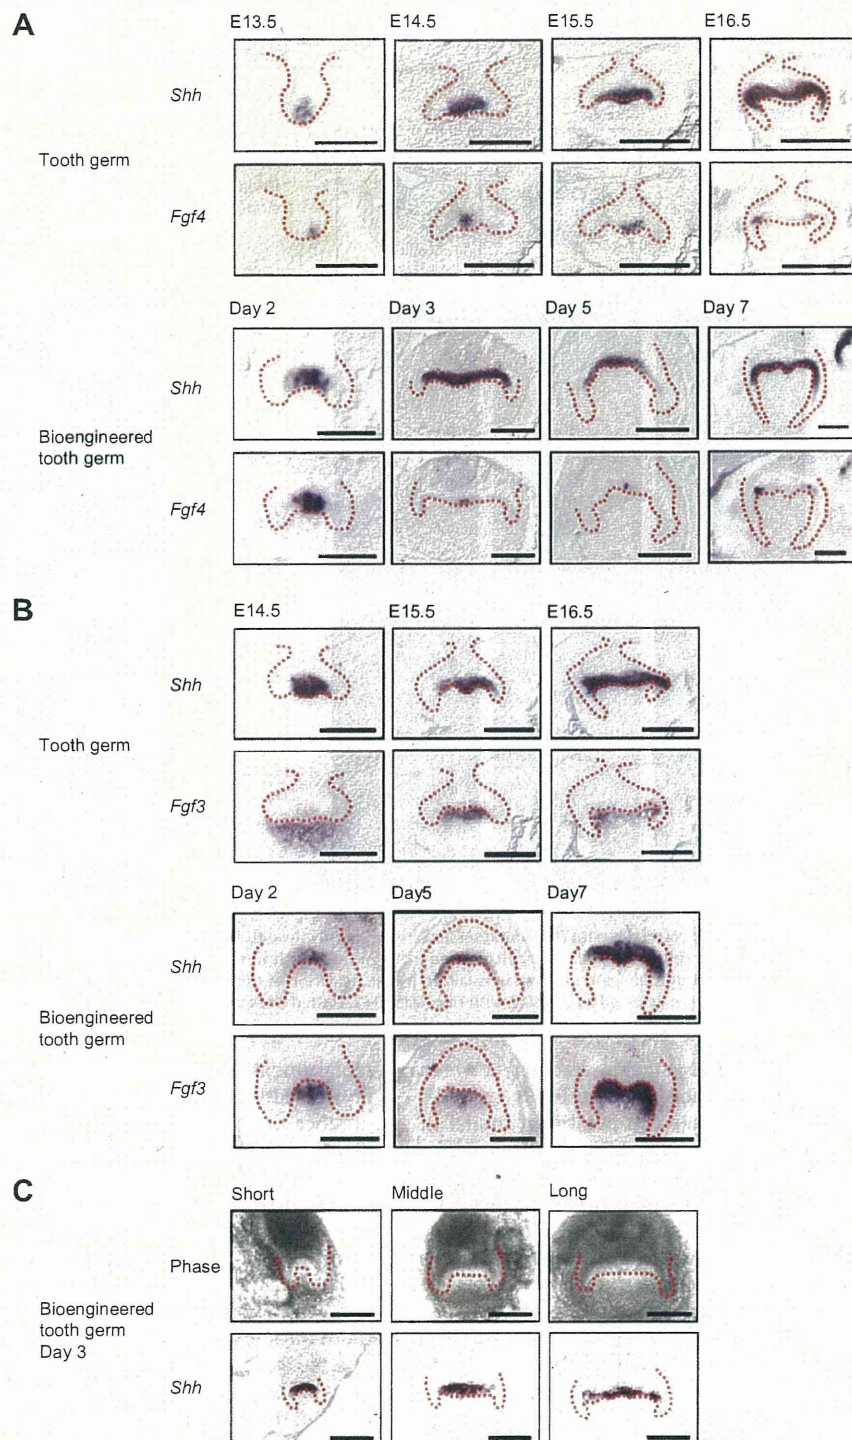 A
E13.5 E14.5 E15.5 E16.5
Shh
Tooth germ
Fgf4
Day 2 Day 3 Day 5 Day 7
Shh
Bioengineered
tooth germ
Fgf4
B
E14.5 E15.5 E16.5
Shh
Tooth germ
Fgf3
Day 2 Day5 Day7
Shh
Bioengineered
tooth germ
Fgf3
C
Short Middle Long
Phase
Bioengineered
tooth germ
Day 3
Shh